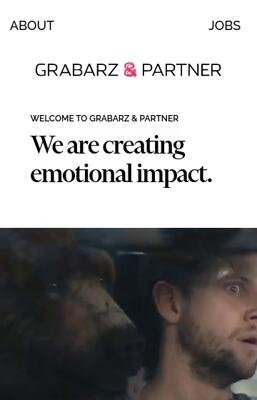 ABOUT JOBS
GRABARZ & PARTNER
WELCOME TO GRABARZ & PARTNER
We are creating
emotional impact.